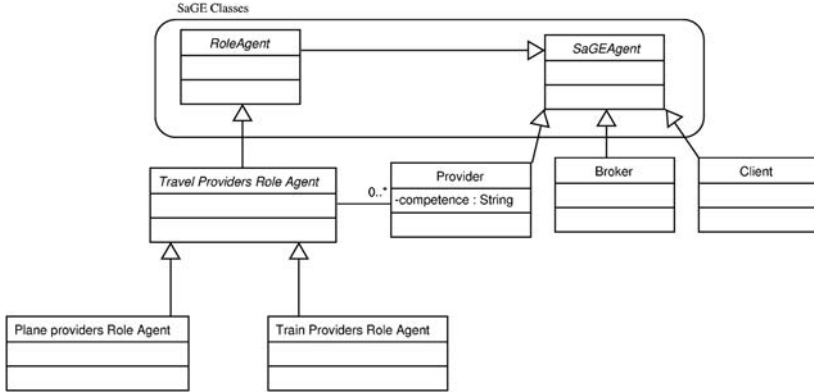 SaGE Classes
RoleAgent
SaGEAgent
Travel Providers Role Agent
0..*
Provider
-competence : String
Broker
Client
Plane providers Role Agent
Train Providers Role Agent